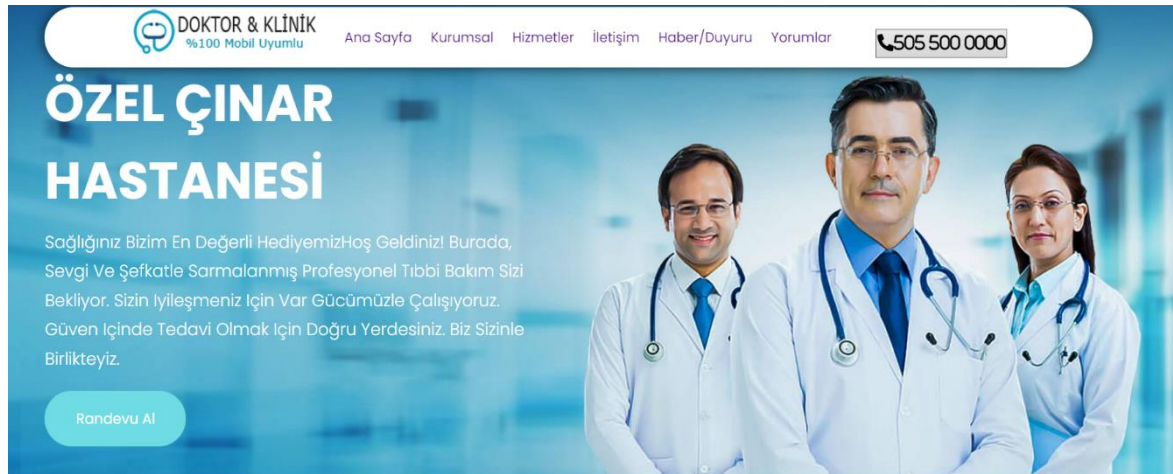 DOKTOR & KLİNİK
%100 Mobil Uyumlu
Ana Sayfa Kurumsal Hizmetler İletişim Haber/Duyuru Yorumlar
505 500 0000
ÖZEL ÇINAR
HASTANESİ
Sağlığınız Bizim En Değerli HediyemizHoş Geldiniz! Burada,
Sevgi Ve Şefkatle Sarmalanmış Profesyonel Tıbbi Bakım Sizi
Bekliyor. Sizin Iyileşmeniz Için Var Gücümüzle Çalışıyoruz.
Güven Içinde Tedavi Olmak Için Doğru Yerdesiniz. Biz Sizinle
Birlikteyiz.
Randevu Al